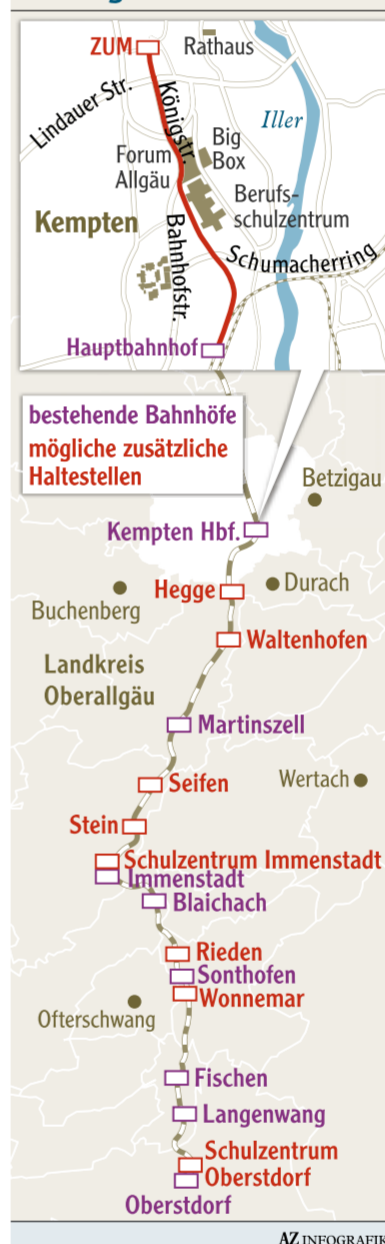 ZUM
Rathaus
Lindauer Str.
Königstr.
Iller
Big
Box
Forum
Allgäu
Berufs-
schulzentrum
Kempten
Bahnhofstr.
Schumacherring
Hauptbahnhof
bestehende Bahnhöfe
mögliche zusätzliche
Haltestellen
Betzigau
Kempten Hbf.
Hegge
Durach
Buchenberg
Waltenhofen
Landkreis
Oberallgäu
Martinszell
Seifen
Wertach
Stein
Schulzentrum Immenstadt
Immenstadt
Blaichach
Rieden
Sonthofen
Wonnemar
Ofterschwang
Fischen
Langenwang
Schulzentrum
Oberstdorf
Oberstdorf
AZ INFOGRAFIK